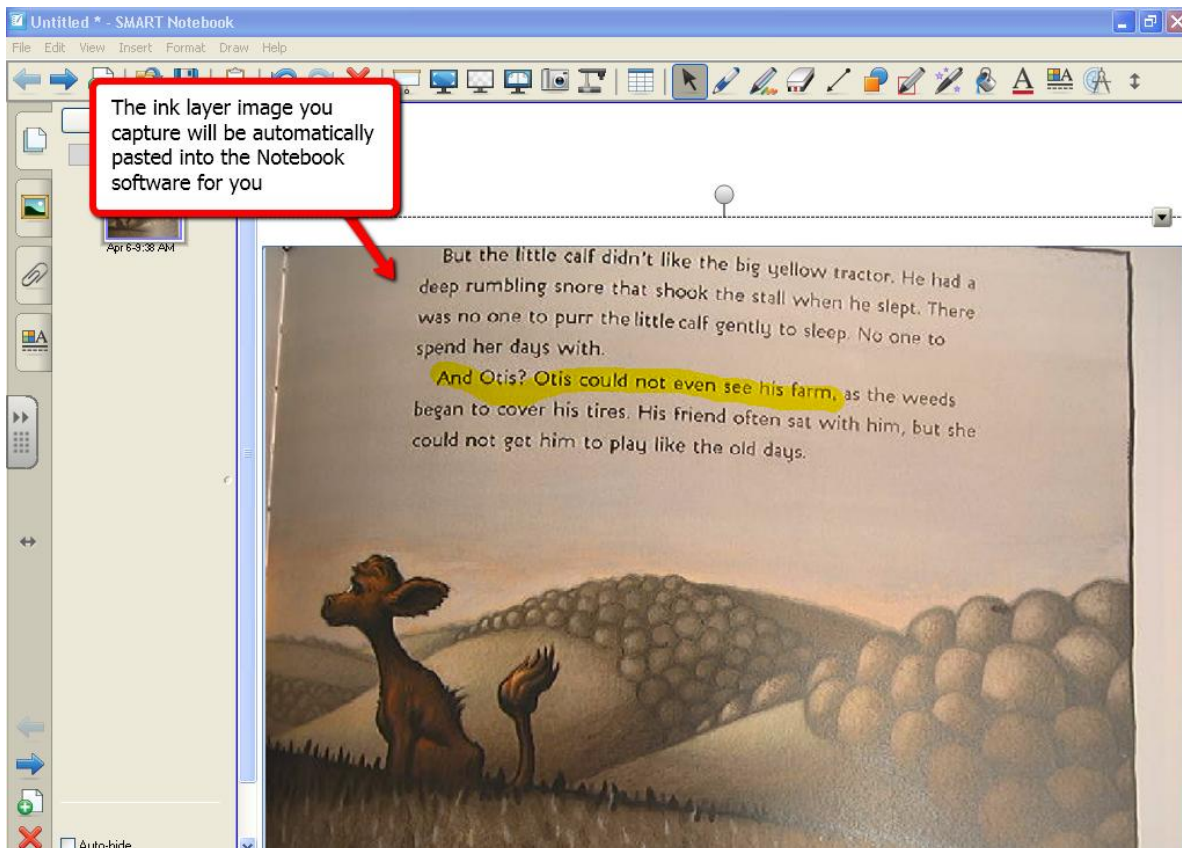 Untitled * - SMART Notebook
File Edit View Insert Format Draw Help
The ink layer image you
capture will be automatically
pasted into the Notebook
software for you
Apr 6-9:38 AM
But the little calf didn't like the big yellow tractor. He had a
deep rumbling snore that shook the stall when he slept. There
was no one to purr the little calf gently to sleep. No one to
spend her days with.
And Otis? Otis could not even see his farm, as the weeds
began to cover his tires. His friend often sat with him, but she
could not get him to play like the old days.
Auto-hide